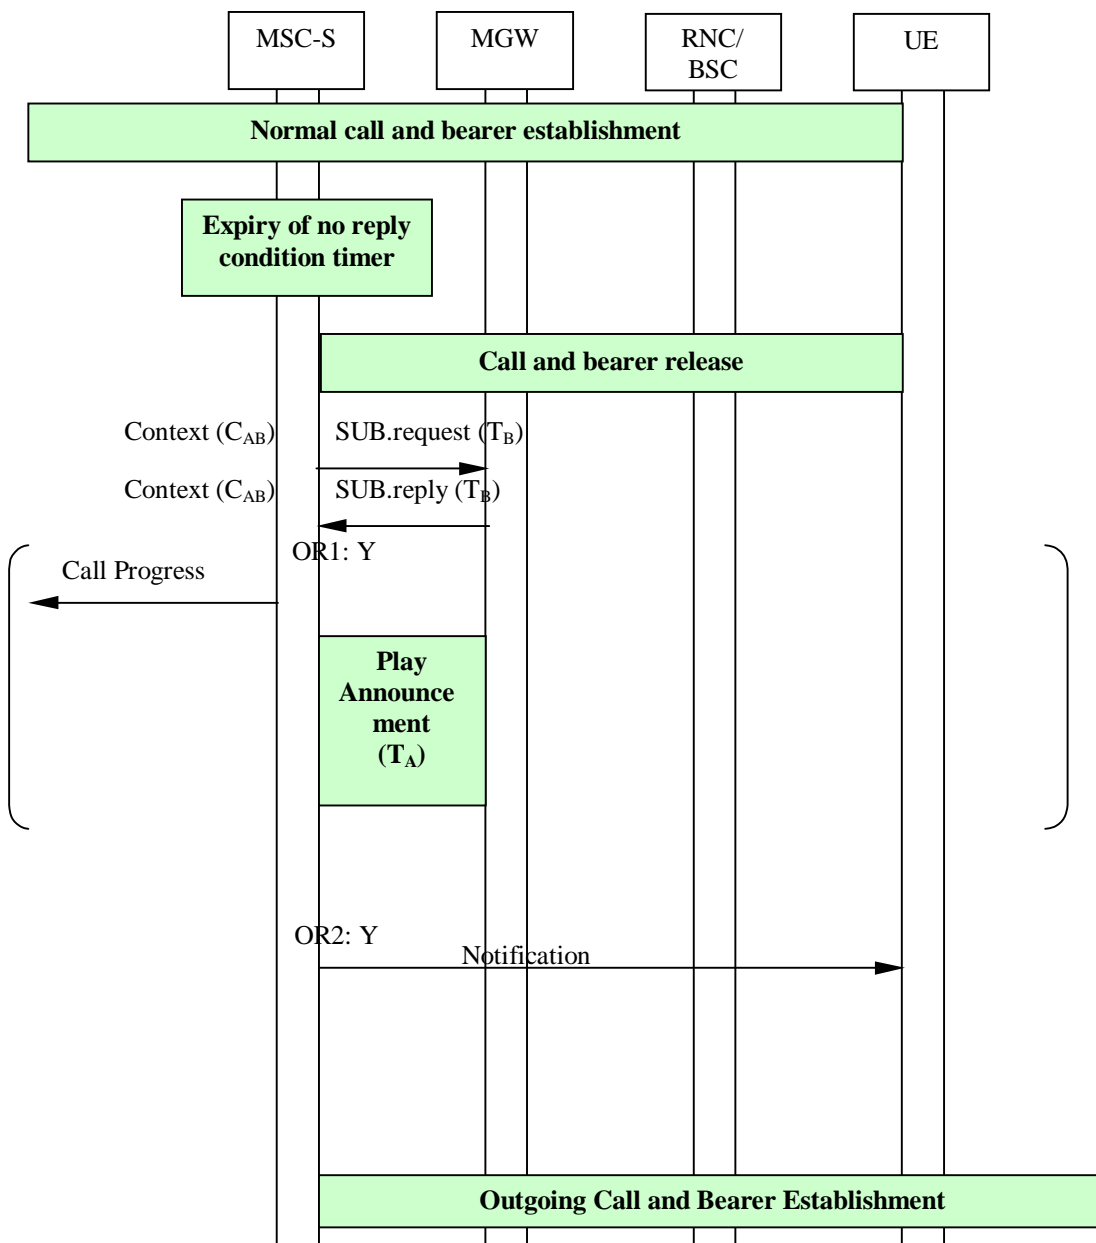 MSC-S
MGW
RNC/
BSC
UE
Normal call and bearer establishment
Expiry of no reply
condition timer
Call and bearer release
Context (CAB)
SUB.request (TB)
Context (CAB)
SUB.reply (TB)
OR1: Y
Call Progress
Play
Announce
ment
(TA)
OR2: Y
Notification
Outgoing Call and Bearer Establishment